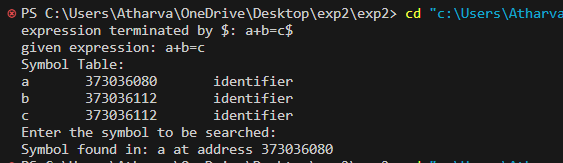 PS C:\Users\Atharva\OneDrive\Desktop\exp2\exp2> cd "c:\Users\Atharva
expression terminated by $: a+b=c$
given expression: a+b=c
Symbol Table:
a 373036080 identifier
b 373036112 identifier
c 373036112 identifier
Enter the symbol to be searched:
Symbol found in: a at address 373036080